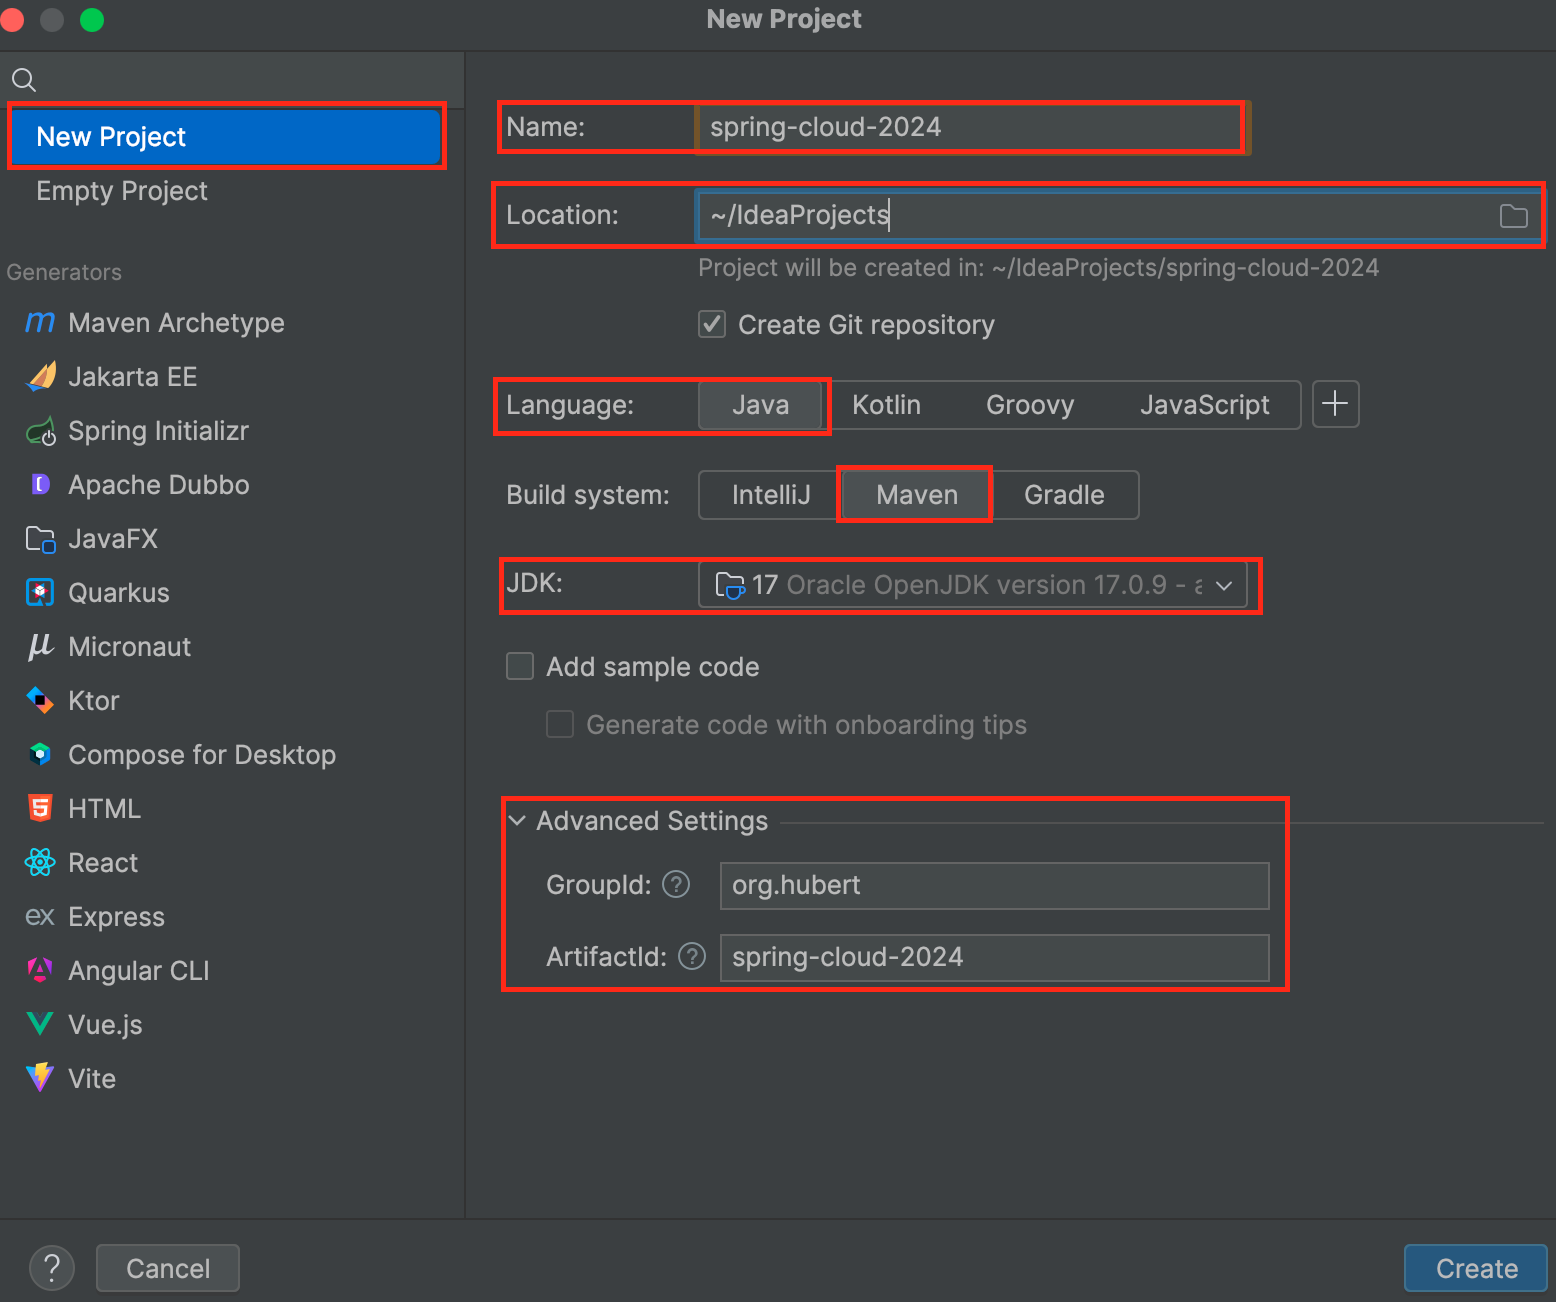 New Project
New Project
Empty Project
Generators
Maven Archetype
Jakarta EE
Spring Initializr
Apache Dubbo
JavaFX
Quarkus
Micronaut
Ktor
Compose for Desktop
HTML
React
ex Express
Angular CLI
Vue.js
Vite
Name: spring-cloud-2024
Location: ~/IdeaProjects
Project will be created in: ~/IdeaProjects/spring-cloud-2024
Create Git repository
Language: Java Kotlin Groovy JavaScript
Build system: IntelliJ Maven Gradle
JDK: 17 Oracle OpenJDK version 17.0.9 - a
Add sample code
Generate code with onboarding tips
Advanced Settings
GroupId: ? org.hubert
ArtifactId: ? spring-cloud-2024
? Cancel Create